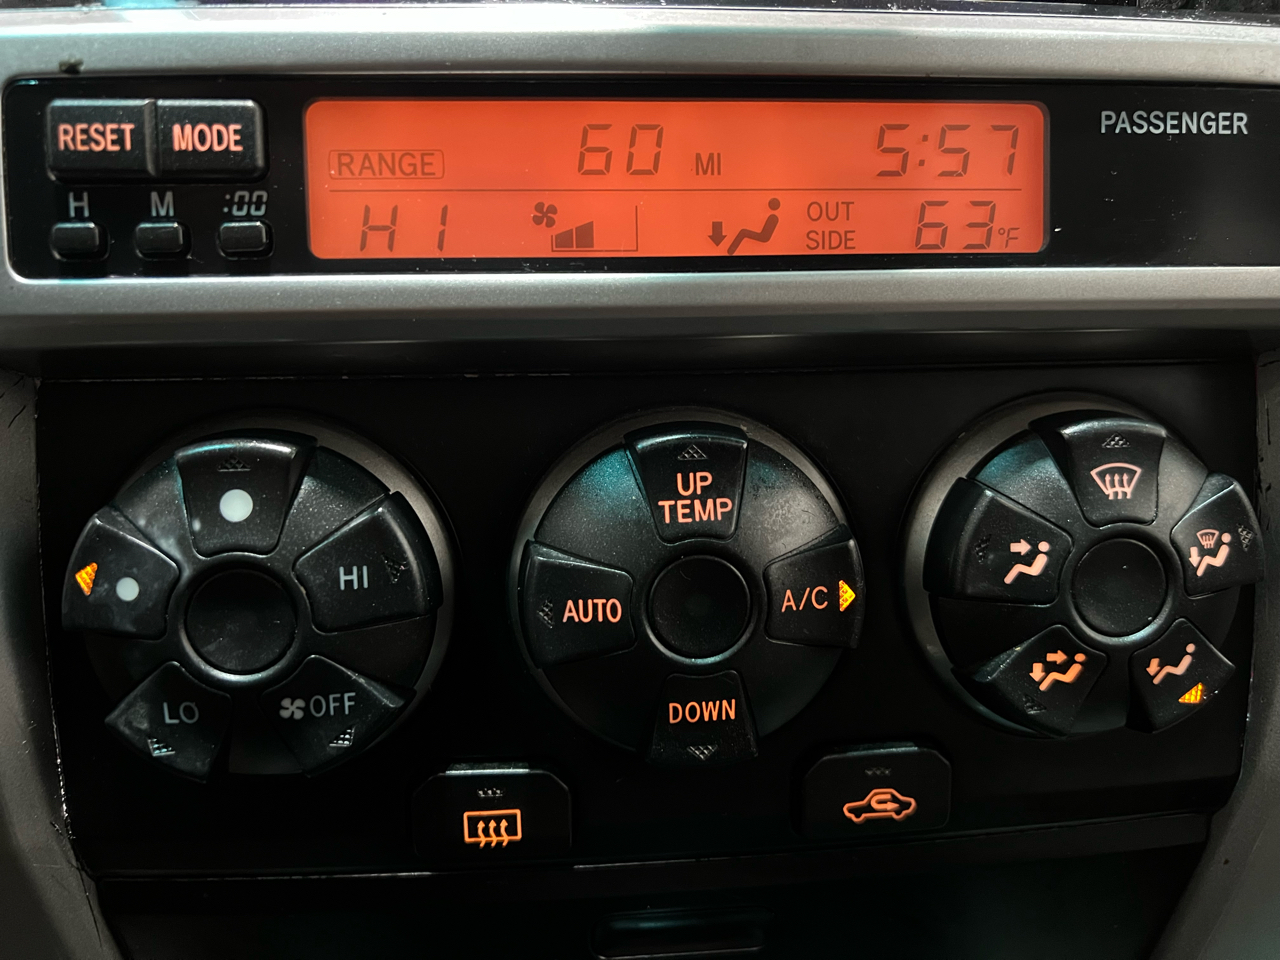 RESET MODE
RANGE 60 MI 5:57
PASSENGER
H M :00
HI OUT SIDE 63°F
HI
LO
OFF
UP
TEMP
AUTO
A/C
DOWN